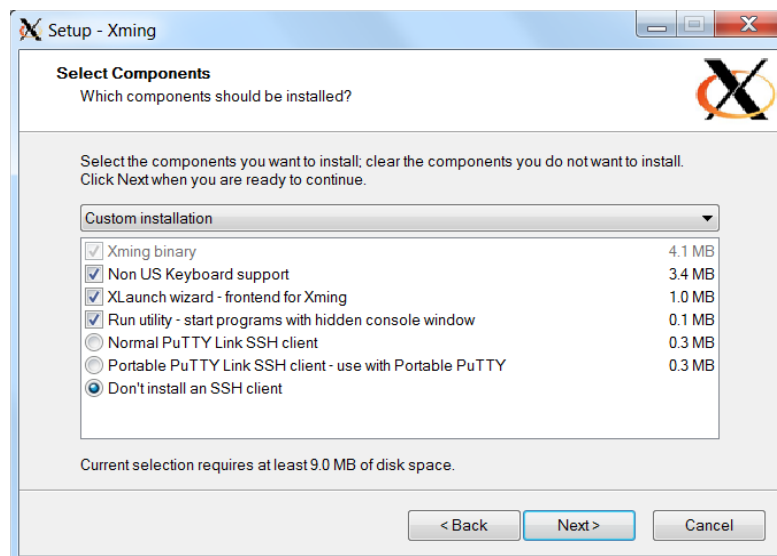 Setup - Xming
Select Components
Which components should be installed?
Select the components you want to install; clear the components you do not want to install.
Click Next when you are ready to continue.
Custom installation
Xming binary 4.1 MB
Non US Keyboard support 3.4 MB
XLaunch wizard - frontend for Xming 1.0 MB
Run utility - start programs with hidden console window 0.1 MB
Normal PuTTY Link SSH client 0.3 MB
Portable PuTTY Link SSH client - use with Portable PuTTY 0.3 MB
Don't install an SSH client
Current selection requires at least 9.0 MB of disk space.
< Back Next > Cancel